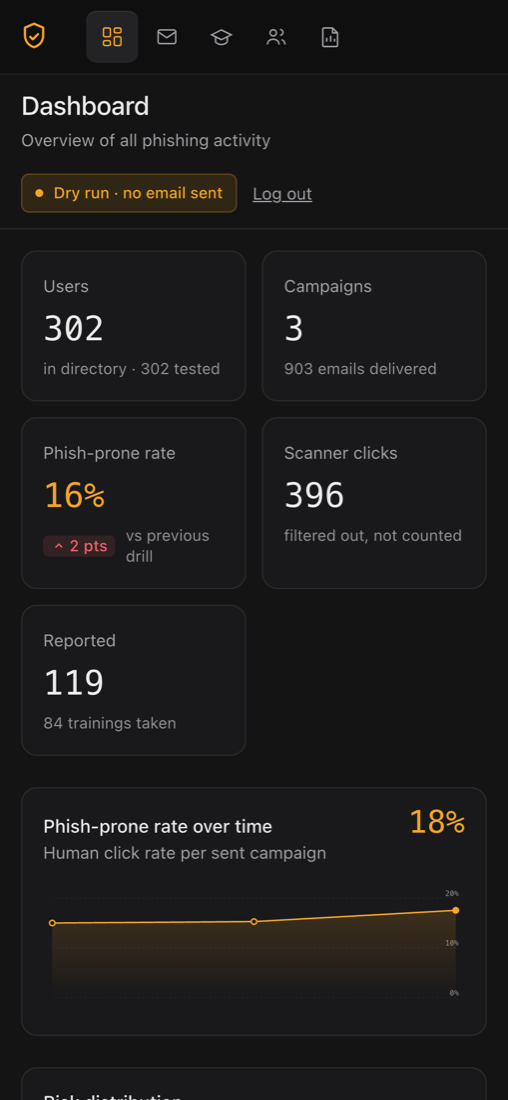 Dashboard
Overview of all phishing activity
Dry run · no email sent
Log out
Users
302
in directory · 302 tested
Campaigns
3
903 emails delivered
Phish-prone rate
16%
2 pts
vs previous
drill
Scanner clicks
396
filtered out, not counted
Reported
119
84 trainings taken
Phish-prone rate over time
18%
Human click rate per sent campaign
20%
10%
0%
Risk distribution